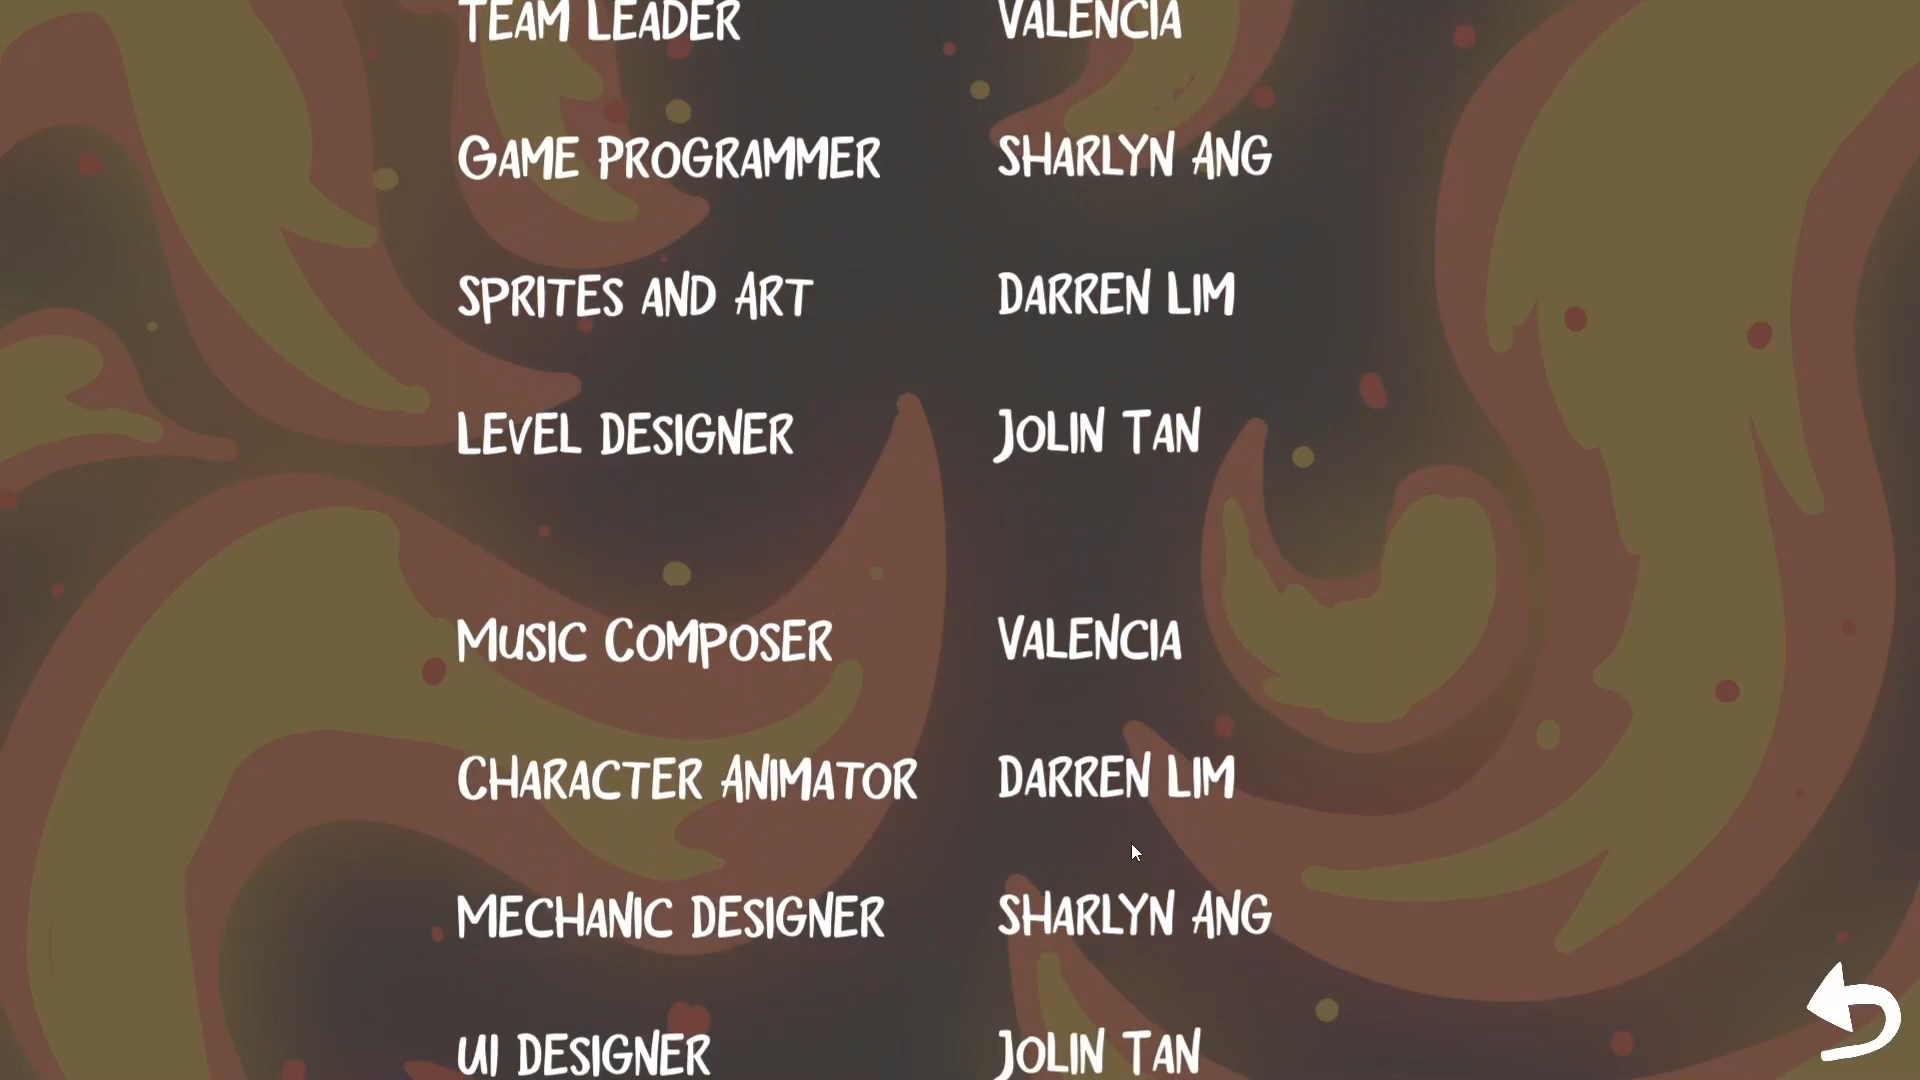 TEAM LEADER VALENCIA
GAME PROGRAMMER SHARLYN ANG
SPRITES AND ART DARREN LIM
LEVEL DESIGNER JOLIN TAN
MUSIC COMPOSER VALENCIA
CHARACTER ANIMATOR DARREN LIM
MECHANIC DESIGNER SHARLYN ANG
UI DESIGNER JOLIN TAN